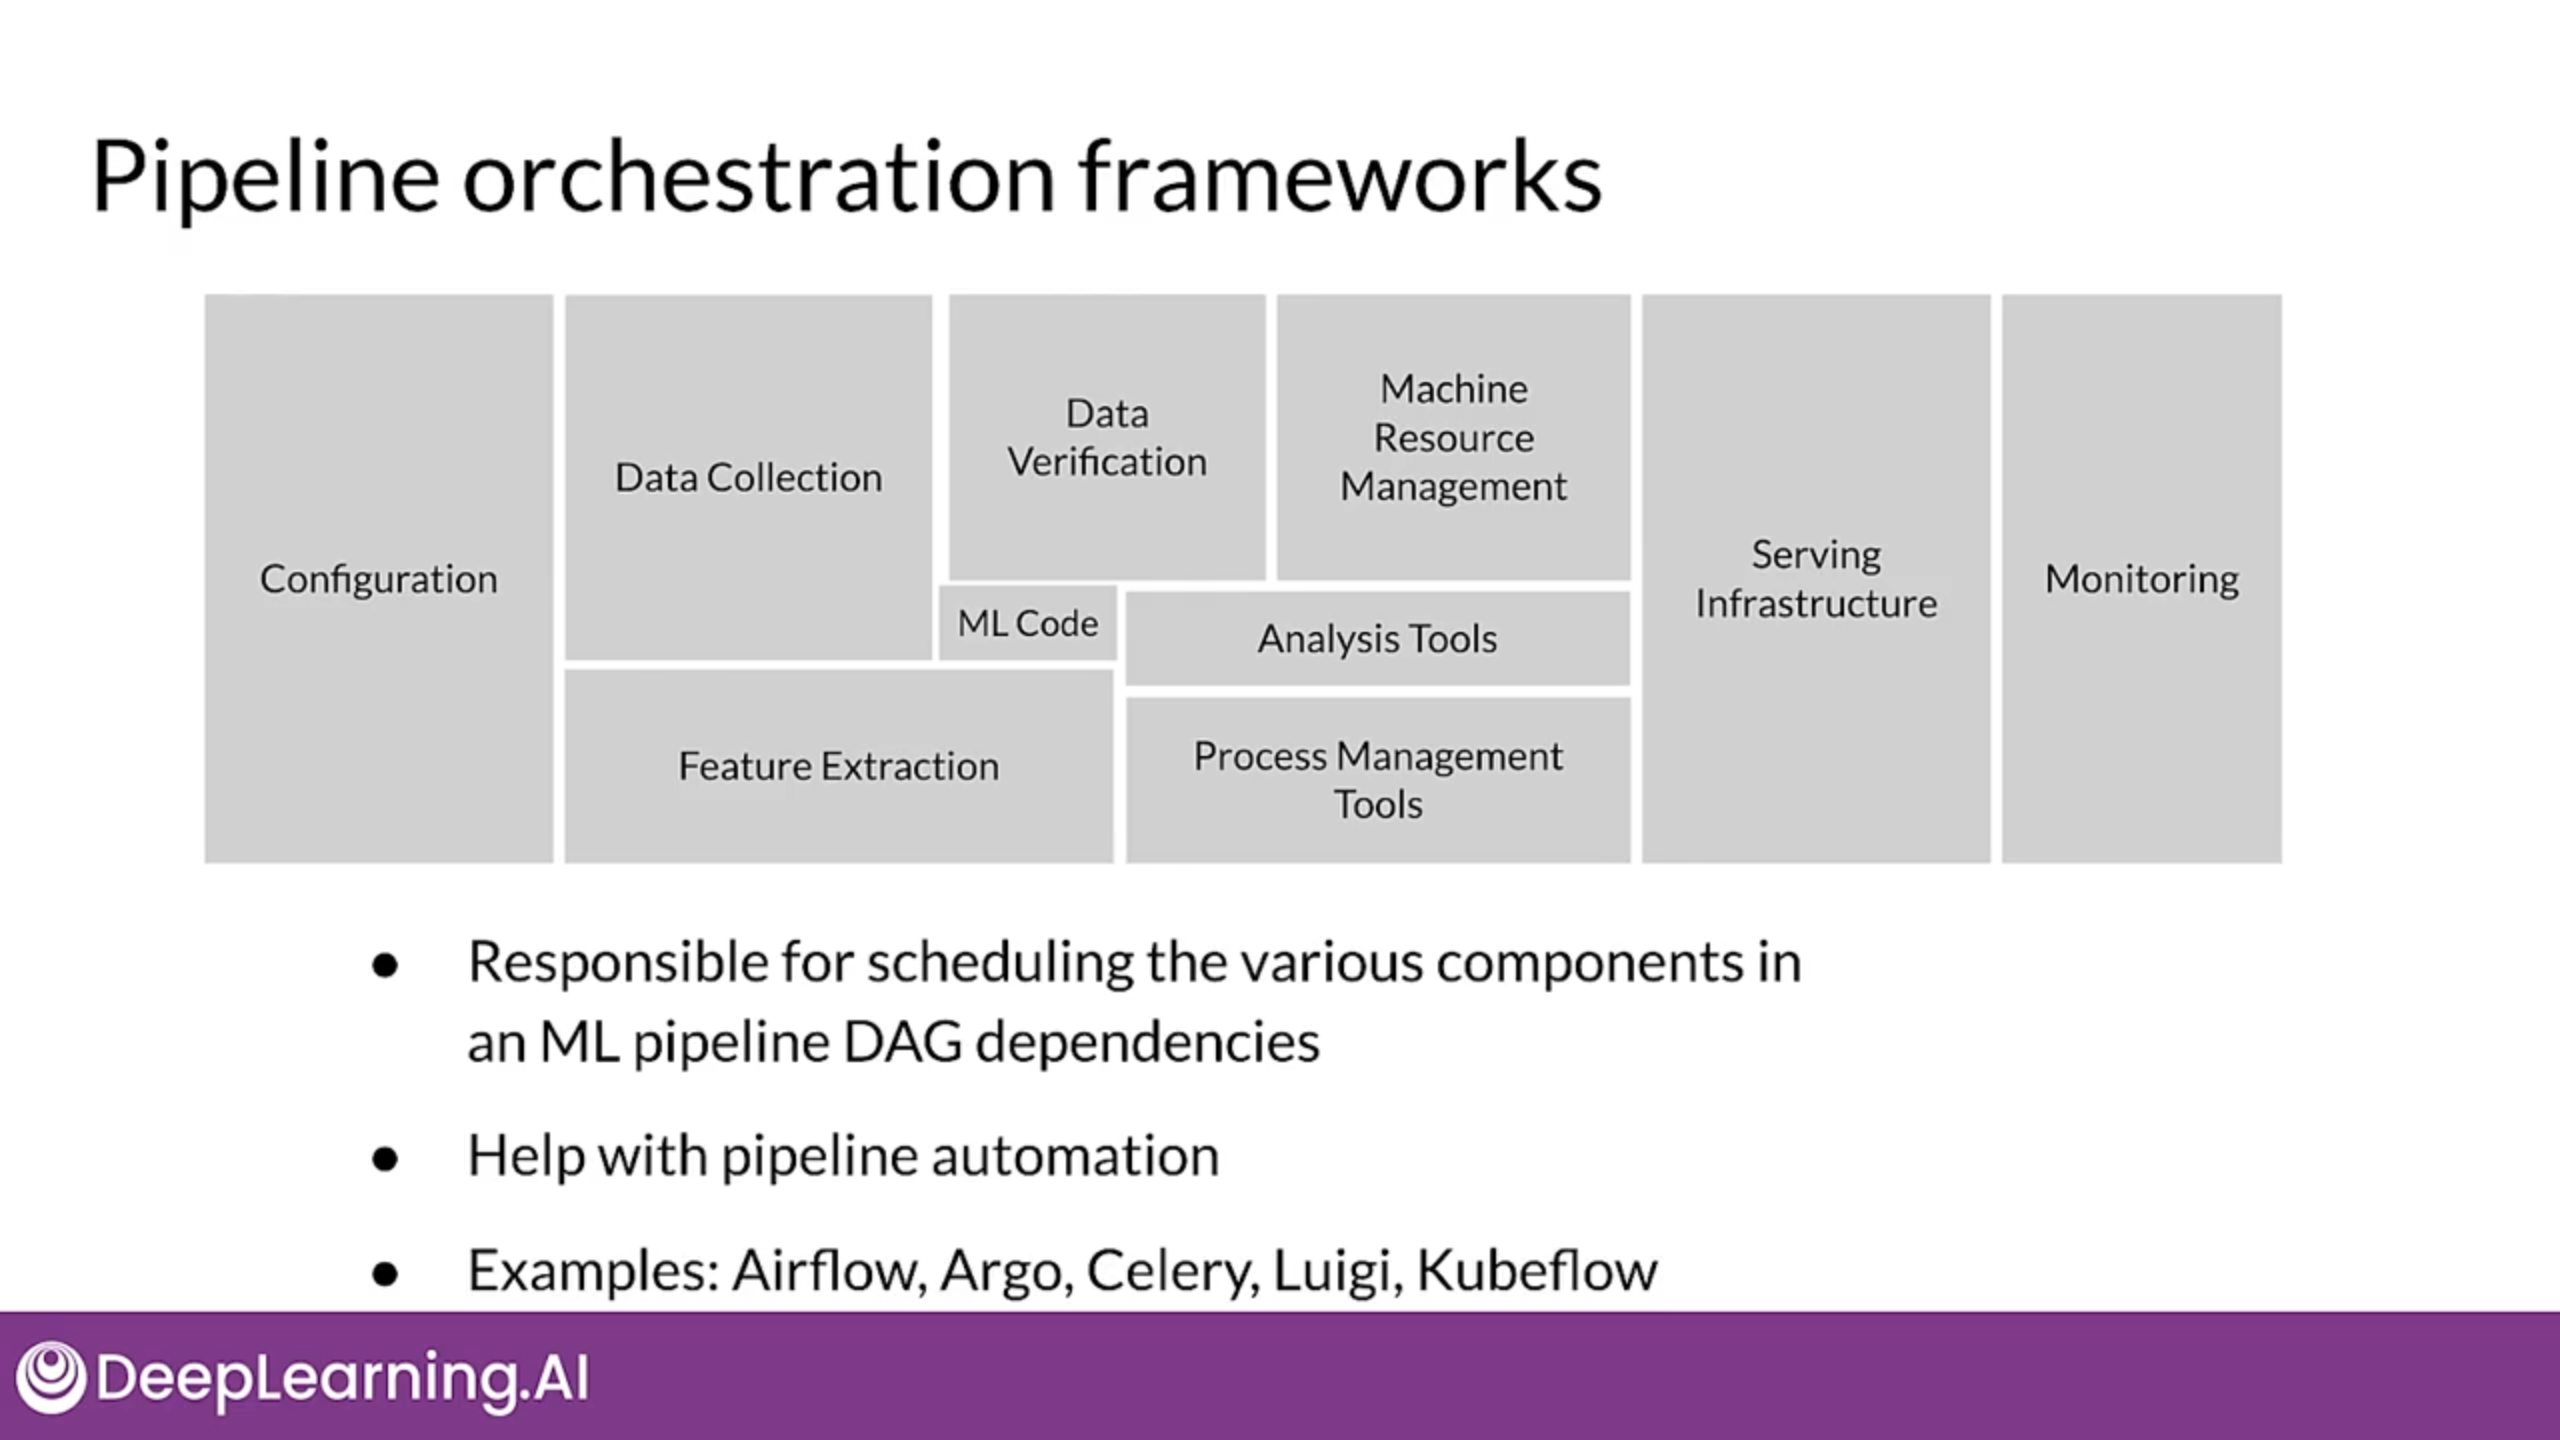 Pipeline orchestration frameworks
Configuration
Data Collection
Data
Verification
Machine
Resource
Management
ML Code
Analysis Tools
Feature Extraction
Process Management
Tools
Serving
Infrastructure
Monitoring
● Responsible for scheduling the various components in
an ML pipeline DAG dependencies
● Help with pipeline automation
● Examples: Airflow, Argo, Celery, Luigi, Kubeflow
DeepLearning.AI